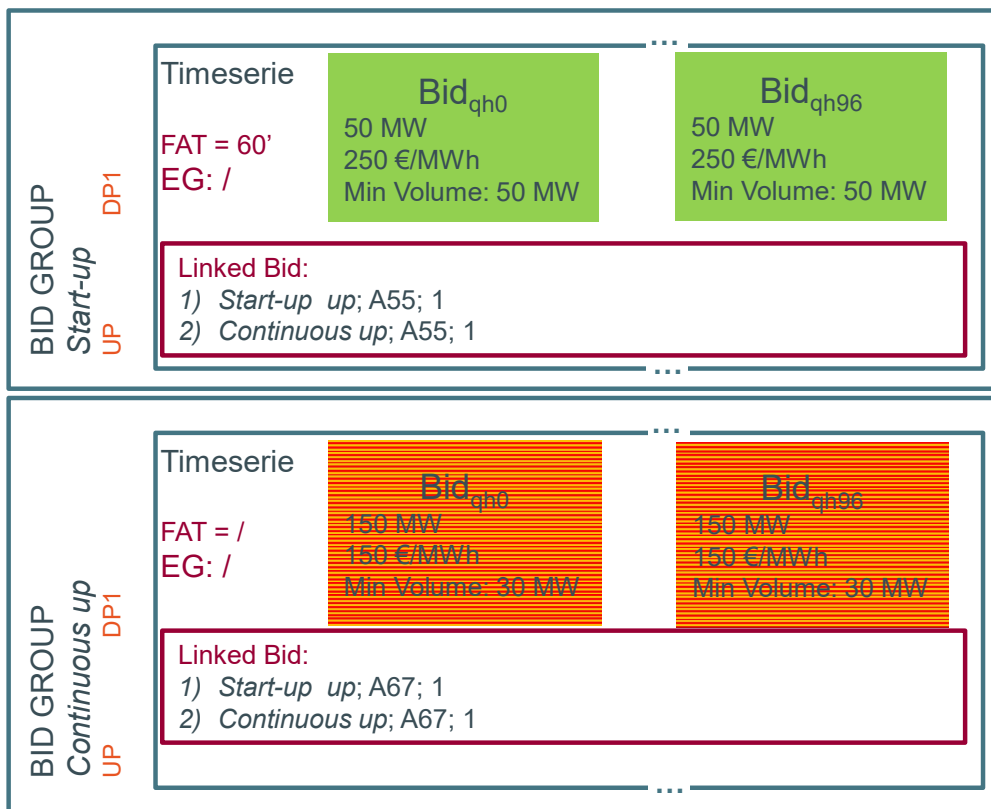 ...
Timeserie
FAT = 60’
EG: /
Bid_qh0
50 MW
250 €/MWh
Min Volume: 50 MW
Bid_qh96
50 MW
250 €/MWh
Min Volume: 50 MW
BID GROUP
Start-up
UP DP1
Linked Bid:
1) Start-up up; A55; 1
2) Continuous up; A55; 1
...
...
Timeserie
FAT = /
EG: /
Bid_qh0
150 MW
150 €/MWh
Min Volume: 30 MW
Bid_qh96
150 MW
150 €/MWh
Min Volume: 30 MW
BID GROUP
Continuous up
UP DP1
Linked Bid:
1) Start-up up; A67; 1
2) Continuous up; A67; 1
...